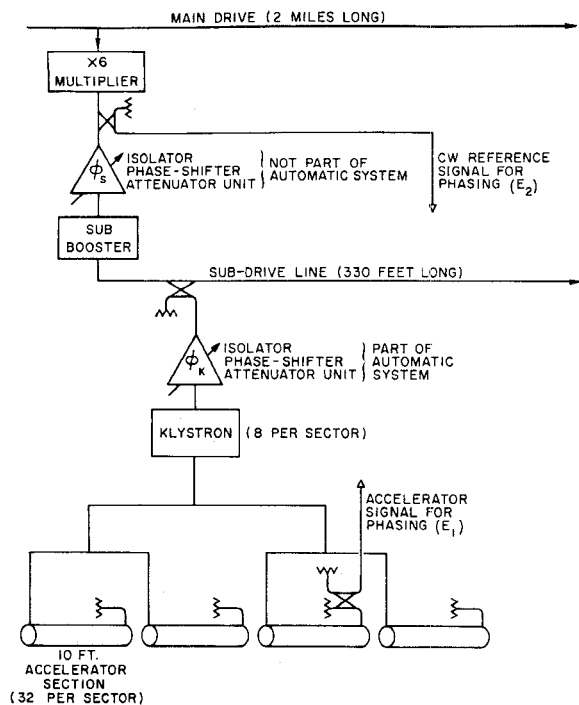 MAIN DRIVE (2 MILES LONG)
X6
MULTIPLIER
ϕS
ISOLATOR
PHASE-SHIFTER
ATTENUATOR UNIT
NOT PART OF
AUTOMATIC SYSTEM
CW REFERENCE
SIGNAL FOR
PHASING (E2)
SUB
BOOSTER
SUB-DRIVE LINE (330 FEET LONG)
ϕK
ISOLATOR
PHASE-SHIFTER
ATTENUATOR UNIT
PART OF
AUTOMATIC
SYSTEM
KLYSTRON
(8 PER SECTOR)
ACCELERATOR
SIGNAL FOR
PHASING (E1)
10 FT.
ACCELERATOR
SECTION
(32 PER SECTOR)